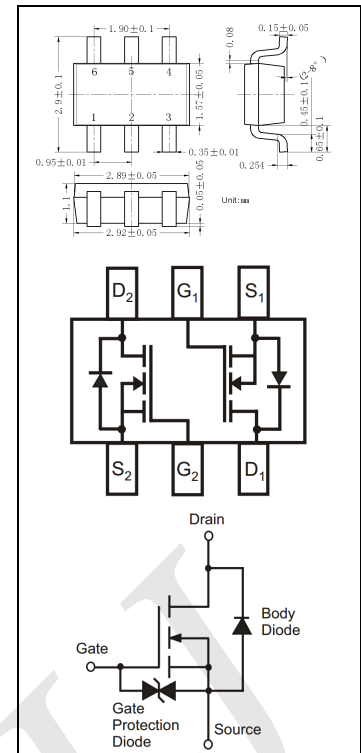 1.90±0.1
0.15±0.05
0.08
2.9±0.1
6 5 4
1 2 3
1.57±0.05
0.45±0.1
0.65±0.1
0.95±0.01
0.35±0.01
0.254
2.89±0.05
0.05±0.05
1.1
Unit:mm
2.92±0.05
D2 G1 S1
S2 G2 D1
Drain
Body
Diode
Gate
Gate
Protection
Diode
Source